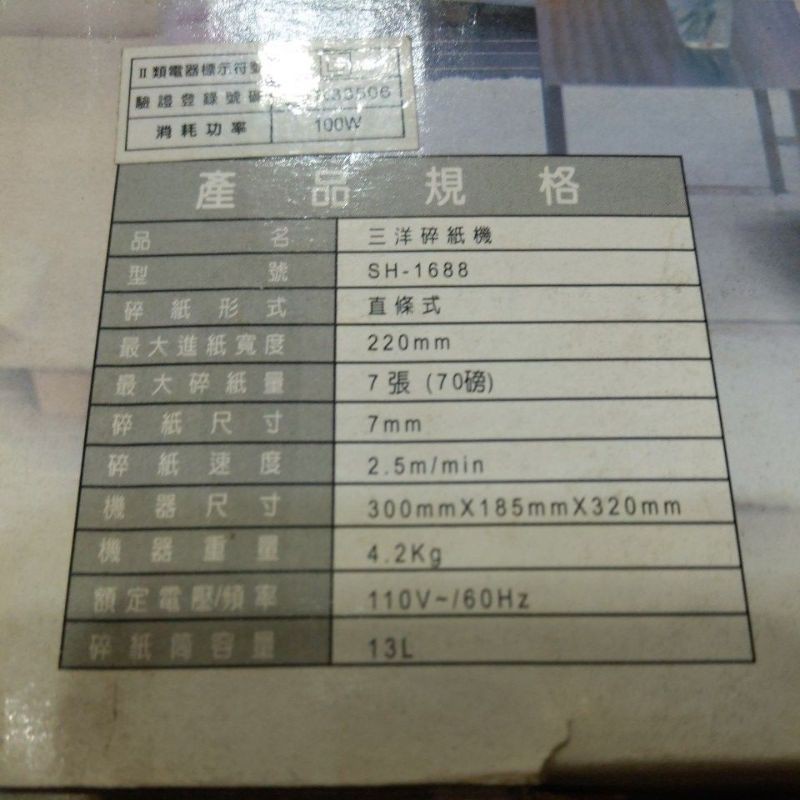 II類電器標示符
驗證登錄號碼 33506
消耗功率 100W
產品規格
品名 三洋碎紙機
型號 SH-1688
碎紙形式 直條式
最大進紙寬度 220mm
最大碎紙量 7張 (70磅)
碎紙尺寸 7mm
碎紙速度 2.5m/min
機器尺寸 300mmX185mmX320mm
機器重量 4.2Kg
額定電壓/頻率 110V~/60Hz
碎紙筒容量 13L